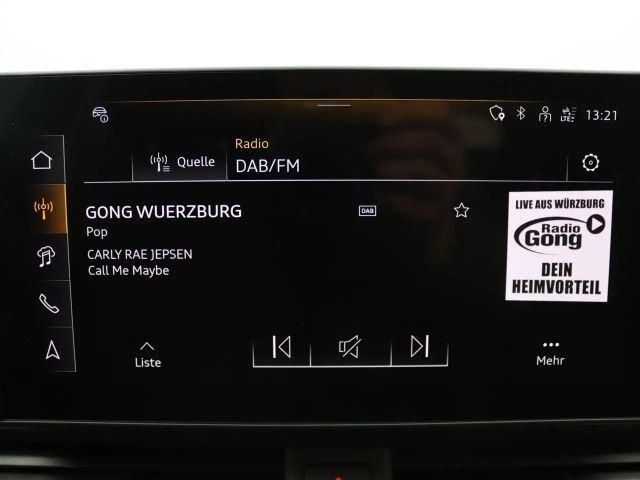 LTE
13:21
Radio
Quelle
DAB/FM
GONG WUERZBURG
DAB
Pop
CARLY RAE JEPSEN
Call Me Maybe
LIVE AUS WÜRZBURG
Radio
Gong
DEIN
HEIMVORTEIL
Liste
Mehr